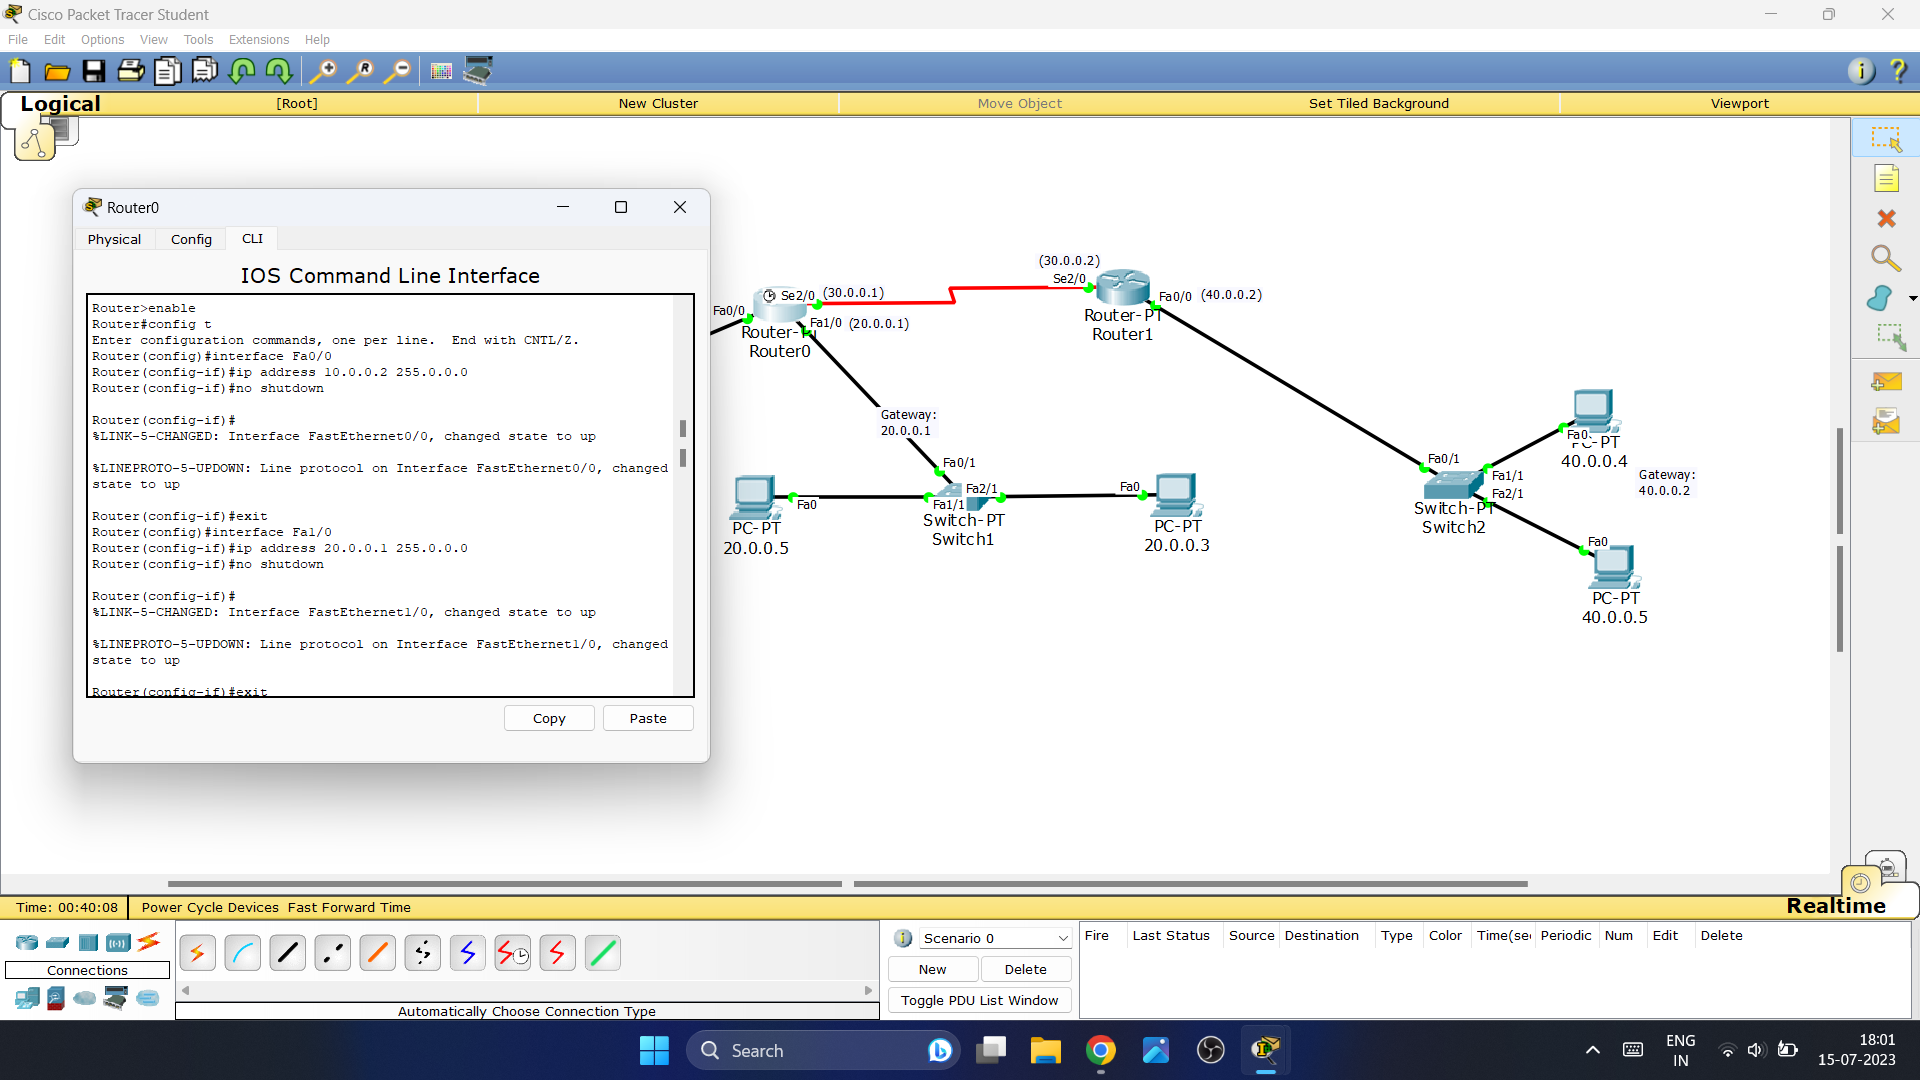 Cisco Packet Tracer Student
File Edit Options View Tools Extensions Help
Logical [Root] New Cluster Move Object Set Tiled Background Viewport
Router0
Physical Config CLI
IOS Command Line Interface
Router>enable
Router#config t
Enter configuration commands, one per line.  End with CNTL/Z.
Router(config)#interface Fa0/0
Router(config-if)#ip address 10.0.0.2 255.0.0.0
Router(config-if)#no shutdown
Router(config-if)#
%LINK-5-CHANGED: Interface FastEthernet0/0, changed state to up
%LINEPROTO-5-UPDOWN: Line protocol on Interface FastEthernet0/0, changed
state to up
Router(config-if)#exit
Router(config)#interface Fa1/0
Router(config-if)#ip address 20.0.0.1 255.0.0.0
Router(config-if)#no shutdown
Router(config-if)#
%LINK-5-CHANGED: Interface FastEthernet1/0, changed state to up
%LINEPROTO-5-UPDOWN: Line protocol on Interface FastEthernet1/0, changed
state to up
Router(config-if)#exit
Copy Paste
Fa0/0
Se2/0 (30.0.0.1)
Fa1/0 (20.0.0.1)
Router-PT
Router0
(30.0.0.2)
Se2/0
Fa0/0 (40.0.0.2)
Router-PT
Router1
Gateway:
20.0.0.1
Fa0/1
Fa1/1
Fa2/1
Switch-PT
Switch1
Fa0
PC-PT
20.0.0.5
Fa0
PC-PT
20.0.0.3
Fa0/1
Fa1/1
Fa2/1
Switch-PT
Switch2
Fa0
PC-PT
40.0.0.4
Gateway:
40.0.0.2
Fa0
PC-PT
40.0.0.5
Time: 00:40:08 Power Cycle Devices Fast Forward Time
Realtime
Connections
Automatically Choose Connection Type
Scenario 0
New Delete
Toggle PDU List Window
Fire Last Status Source Destination Type Color Time(sec Periodic Num Edit Delete
Search
ENG
IN
18:01
15-07-2023